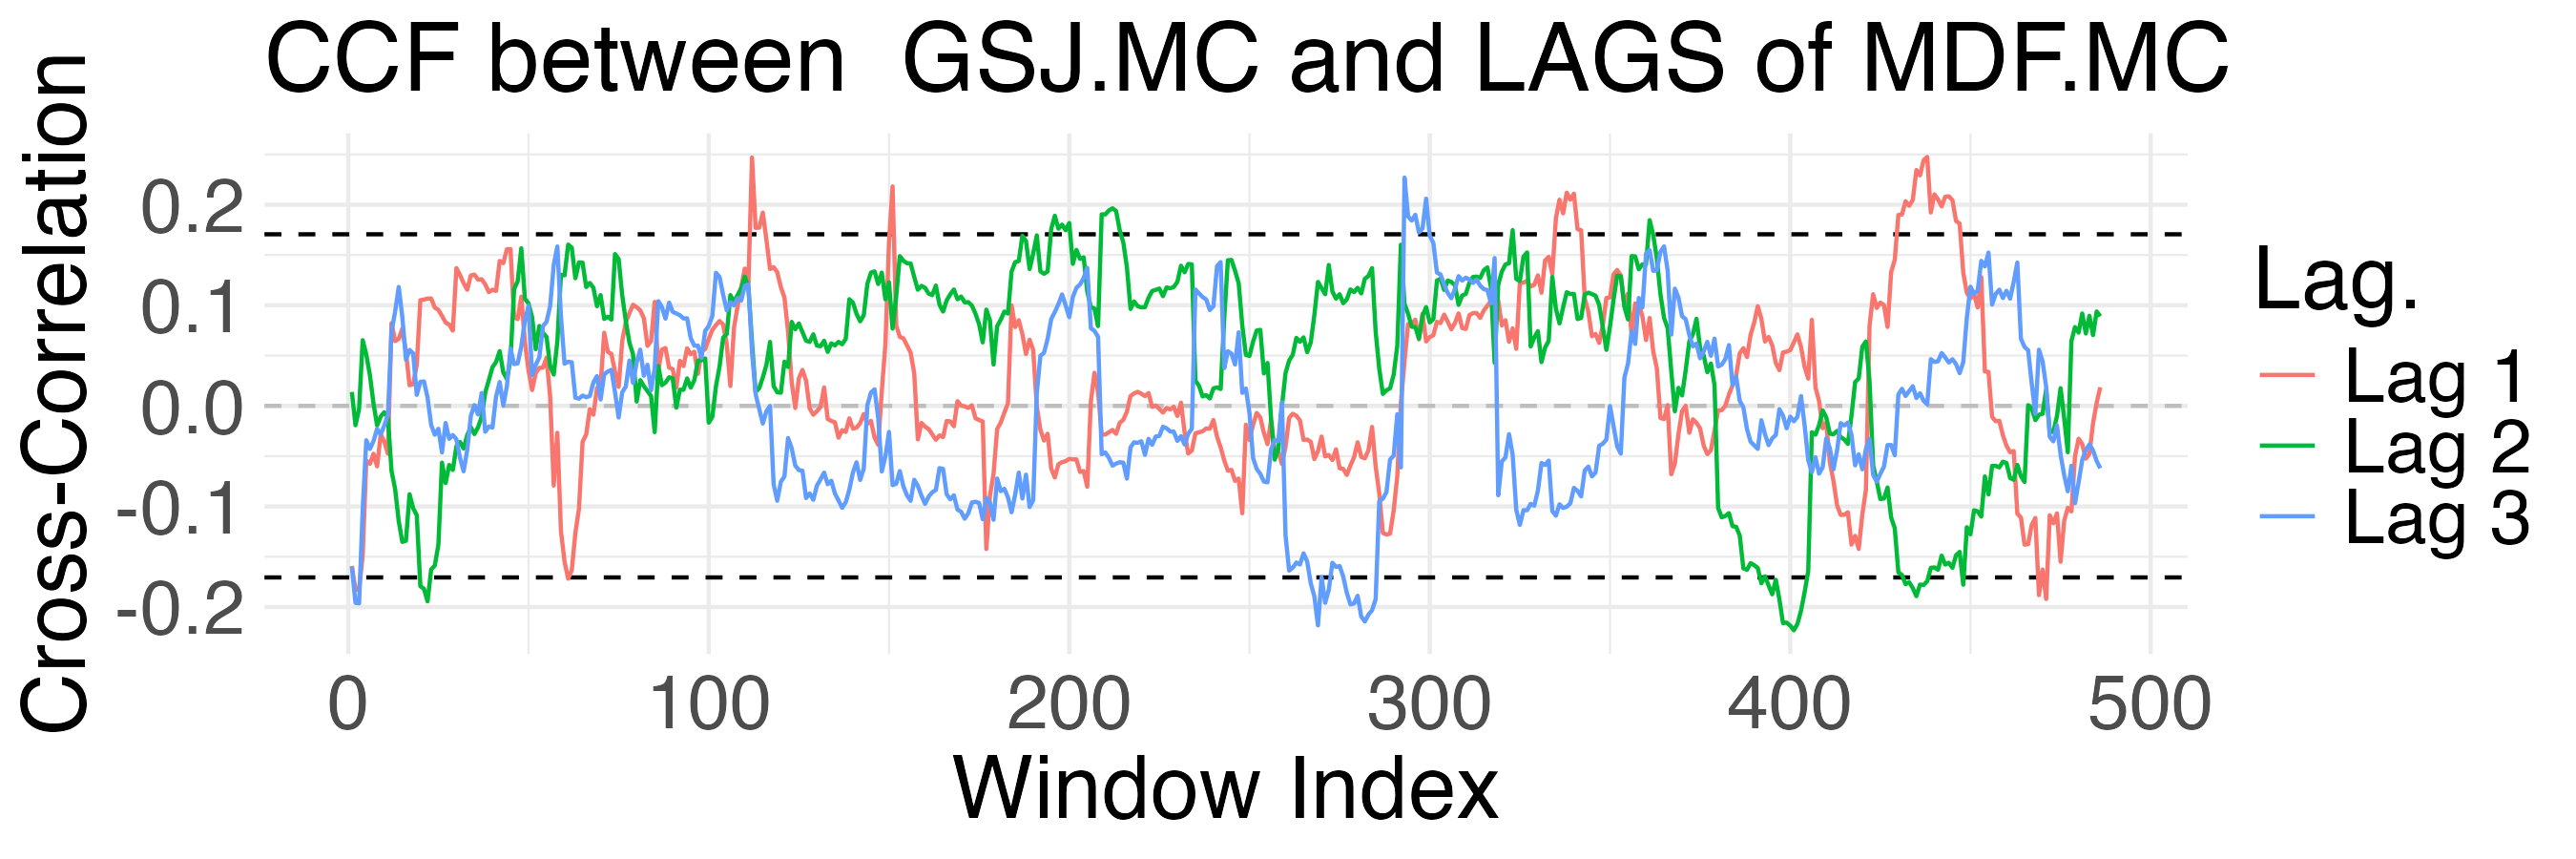 CCF between  GSJ.MC and LAGS of MDF.MC
Cross-Correlation
0.2
0.1
0.0
-0.1
-0.2
0 100 200 300 400 500
Window Index
Lag.
Lag 1
Lag 2
Lag 3